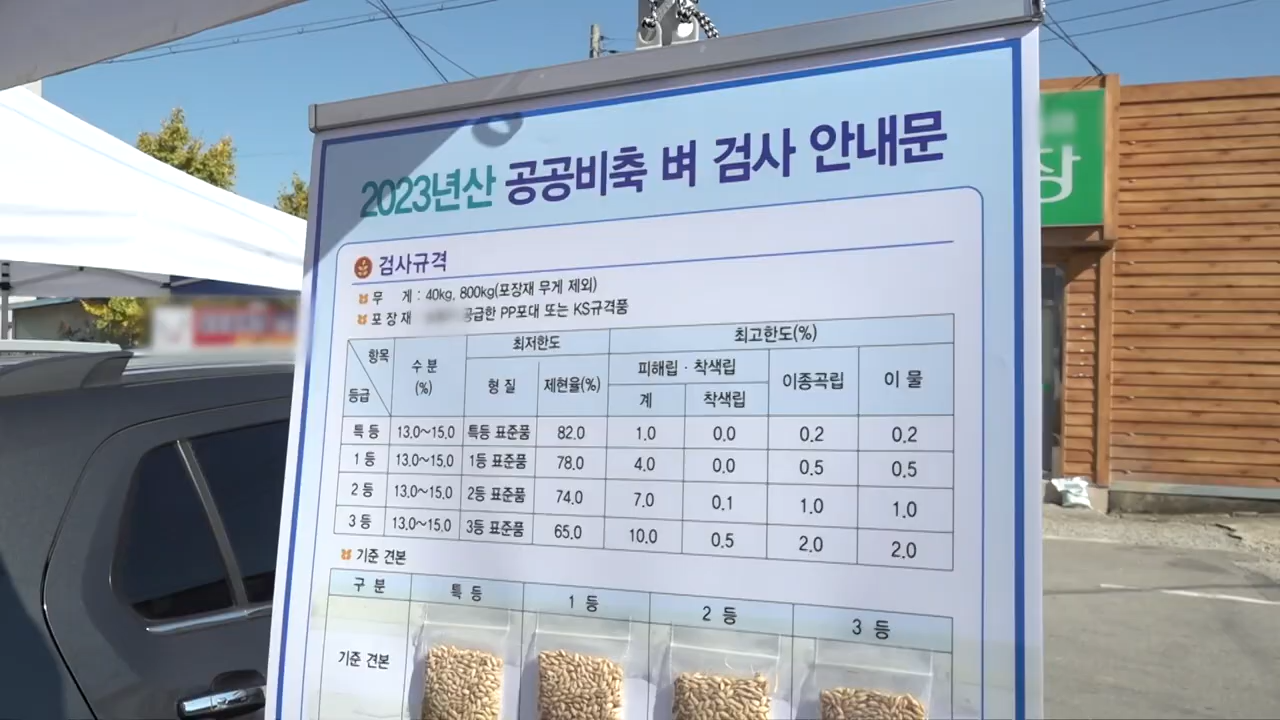 2023년산 공공비축 벼 검사 안내문
검사규격
무 게 : 40kg, 800kg(포장재 무게 제외)
포 장 재 공급한 PP포대 또는 KS규격품
항목 등급 수 분 (%) 최저한도 최고한도(%)
형 질 제현율(%) 피해립 · 착색립 이종곡립 이 물
계 착색립
특 등 13.0~15.0 특등 표준품 82.0 1.0 0.0 0.2 0.2
1 등 13.0~15.0 1등 표준품 78.0 4.0 0.0 0.5 0.5
2 등 13.0~15.0 2등 표준품 74.0 7.0 0.1 1.0 1.0
3 등 13.0~15.0 3등 표준품 65.0 10.0 0.5 2.0 2.0
기준 견본
구 분 특 등 1 등 2 등 3 등
기준 견본
장